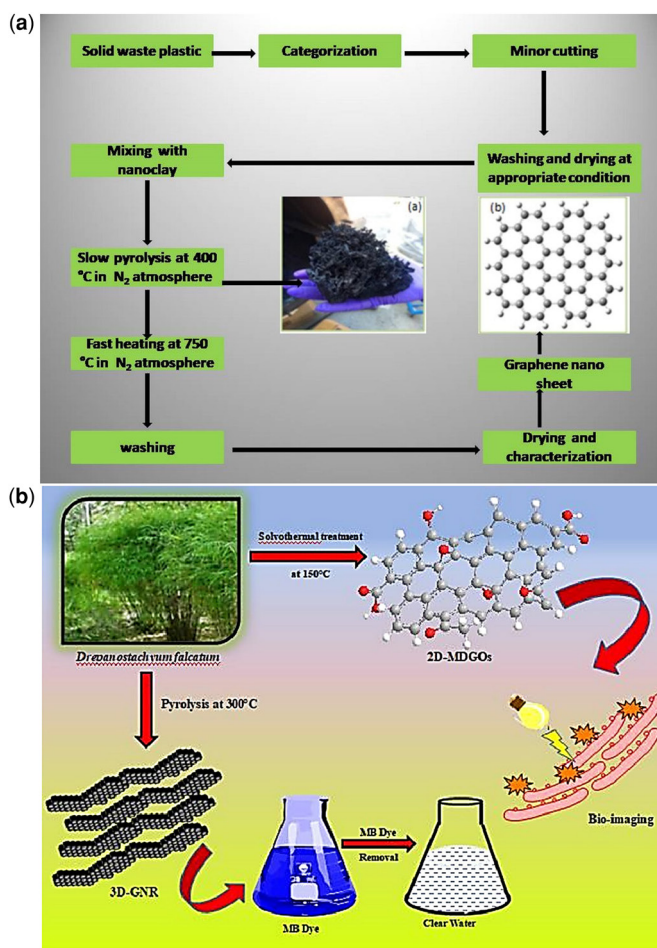 (a)
Solid waste plastic
Categorization
Minor cutting
Mixing with
nanoclay
Washing and drying at
appropriate condition
(a)
(b)
Slow pyrolysis at 400
°C in N₂ atmosphere
Fast heating at 750
°C in N₂ atmosphere
Graphene nano
sheet
washing
Drying and
characterization
(b)
Solvothermal treatment
at 150°C
Drepanostachyum falcatum
2D-MDGOs
Pyrolysis at 300°C
Bio-imaging
MB Dye
Removal
3D-GNR
MB Dye
Clear Water